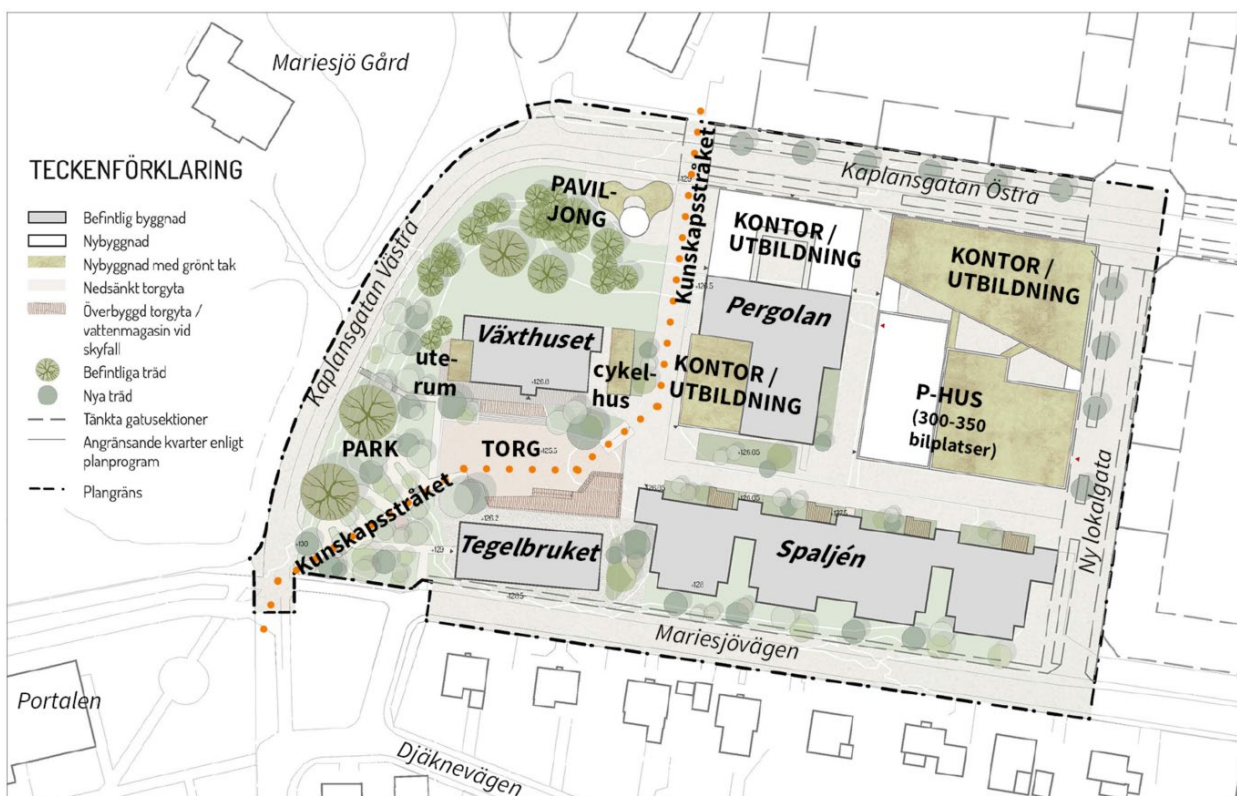 Mariesjö Gård
TECKENFÖRKLARING
Befintlig byggnad
Nybyggnad
Nybyggnad med grönt tak
Nedsänkt torgyta
Överbyggd torgyta /
vattenmagasin vid
skyfall
Befintliga träd
Nya träd
Tänkta gatusektioner
Angränsande kvarter enligt
planprogram
Plangräns
Kaplansgatan Västra
Kaplansgatan Östra
Kunskapsstråket
PAVIL-
JONG
KONTOR /
UTBILDNING
KONTOR /
UTBILDNING
Pergolan
Växthuset
ute-
rum
cykel-
hus
KONTOR /
UTBILDNING
P-HUS
(300-350
bilplatser)
PARK
TORG
Kunskapsstråket
Tegelbruket
Spaljén
Ny lokalgata
Mariesjövägen
Portalen
Djäknevägen